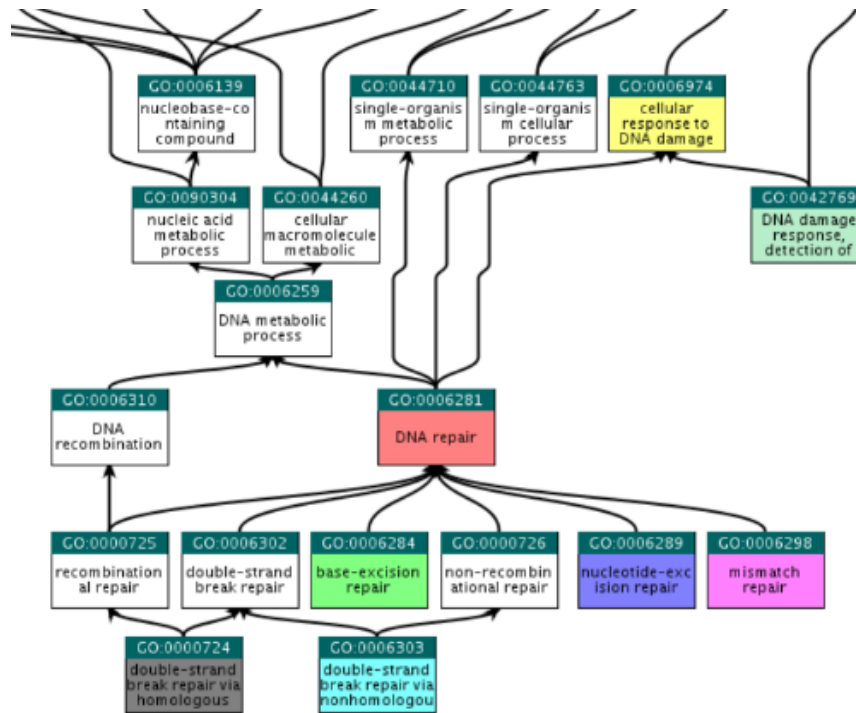 GO:0006139
nucleobase-co
ntaining
compound
GO:0044710
single-organis
m metabolic
process
GO:0044763
single-organis
m cellular
process
GO:0006974
cellular
response to
DNA damage
GO:0090304
nucleic acid
metabolic
process
GO:0044260
cellular
macromolecule
metabolic
GO:0042769
DNA damage
response,
detection of
GO:0006259
DNA metabolic
process
GO:0006310
DNA
recombination
GO:0006281
DNA repair
GO:0000725
recombination
al repair
GO:0006302
double-strand
break repair
GO:0006284
base-excision
repair
GO:0000726
non-recombin
ational repair
GO:0006289
nucleotide-exc
ision repair
GO:0006298
mismatch
repair
GO:0000724
double-strand
break repair via
homologous
GO:0006303
double-strand
break repair via
nonhomologou